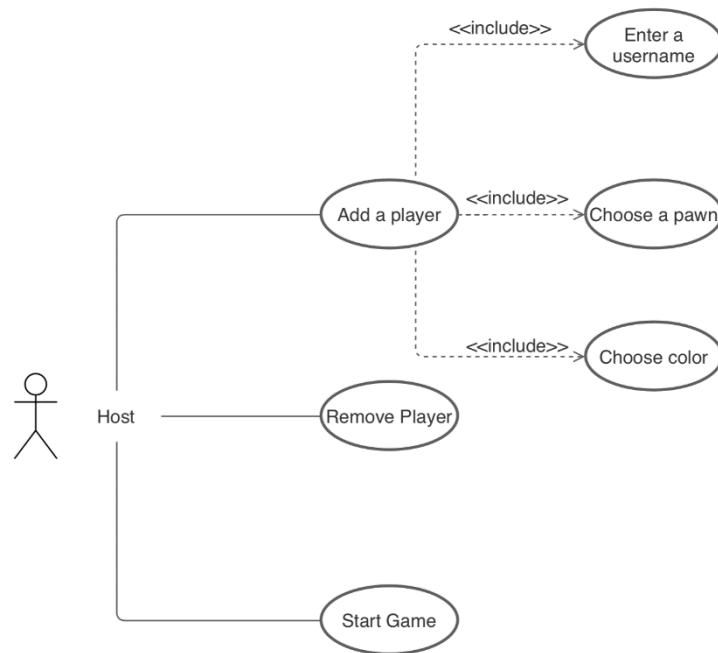 <<include>>
Enter a
username
Add a player
<<include>>
Choose a pawn
<<include>>
Choose color
Host
Remove Player
Start Game